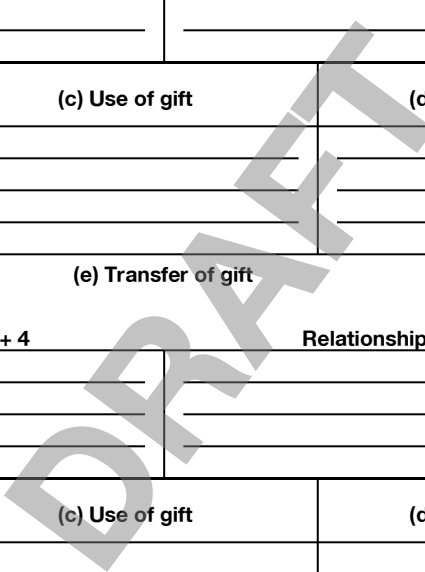 (c) Use of gift (d
(e) Transfer of gift
+ 4 Relationship
(c) Use of gift (d
DRAFT